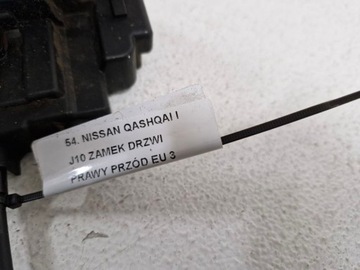 54. NISSAN QASHQAI I
J10 ZAMEK DRZWI
PRAWY PRZÓD EU 3